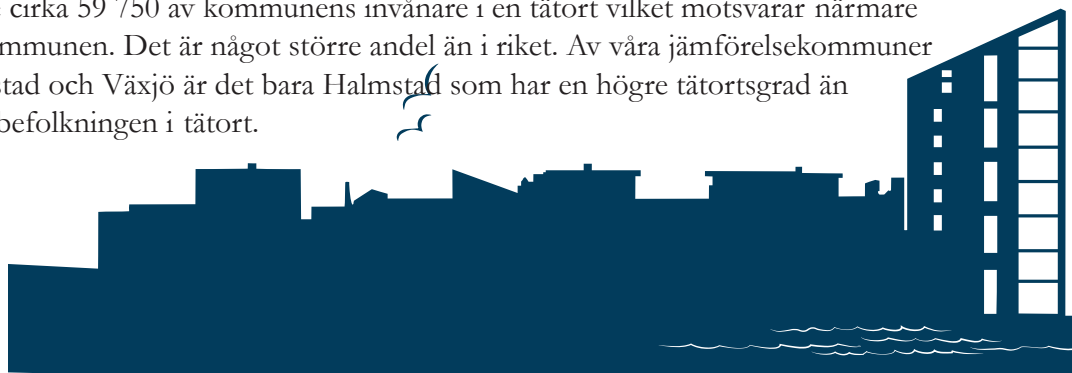 cirka 59 750 av kommunens invånare i en tätort vilket motsvarar närmare
mmunen. Det är något större andel än i riket. Av våra jämförelsekommuner
stad och Växjö är det bara Halmstad som har en högre tätortsgrad än
befolkningen i tätort.